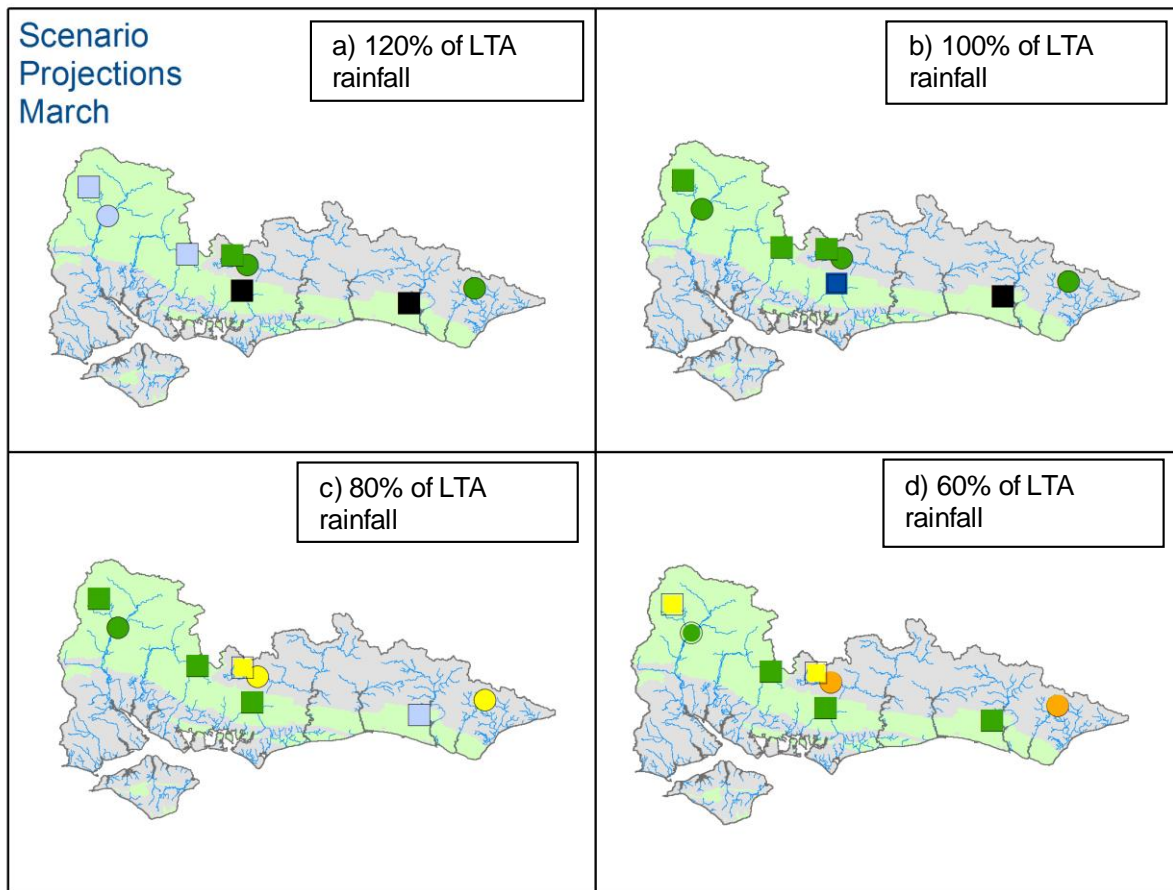 Scenario
Projections
March
a) 120% of LTA
rainfall
b) 100% of LTA
rainfall
c) 80% of LTA
rainfall
d) 60% of LTA
rainfall